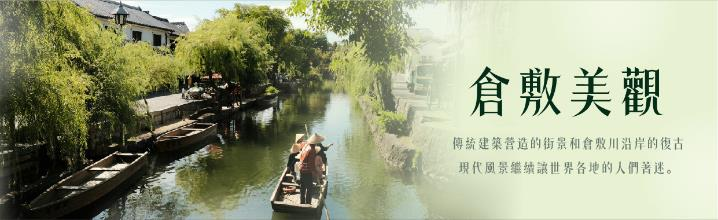 倉敷美觀
傳統建築營造的街景和倉敷川沿岸的復古
現代風景繼續讓世界各地的人們著迷。